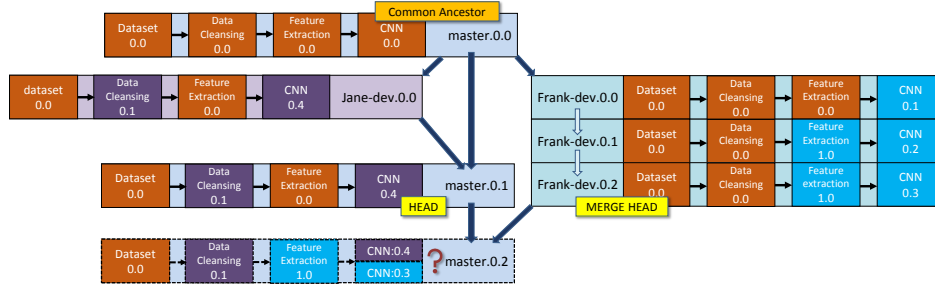 Common Ancestor
Dataset
0.0
Data
Cleansing
0.0
Feature
Extraction
0.0
CNN
0.0
master.0.0
dataset
0.0
Data
Cleansing
0.1
Feature
Extraction
0.0
CNN
0.4
Jane-dev.0.0
Frank-dev.0.0
Dataset
0.0
Data
Cleansing
0.0
Feature
Extraction
0.0
CNN
0.1
Frank-dev.0.1
Dataset
0.0
Data
Cleansing
0.0
Feature
Extraction
1.0
CNN
0.2
Frank-dev.0.2
Dataset
0.0
Data
Cleansing
0.0
Feature
extraction
1.0
CNN
0.3
MERGE HEAD
Dataset
0.0
Data
Cleansing
0.1
Feature
Extraction
0.0
CNN
0.4
master.0.1
HEAD
Dataset
0.0
Data
Cleansing
0.1
Feature
Extraction
1.0
CNN:0.4
CNN:0.3
?
master.0.2